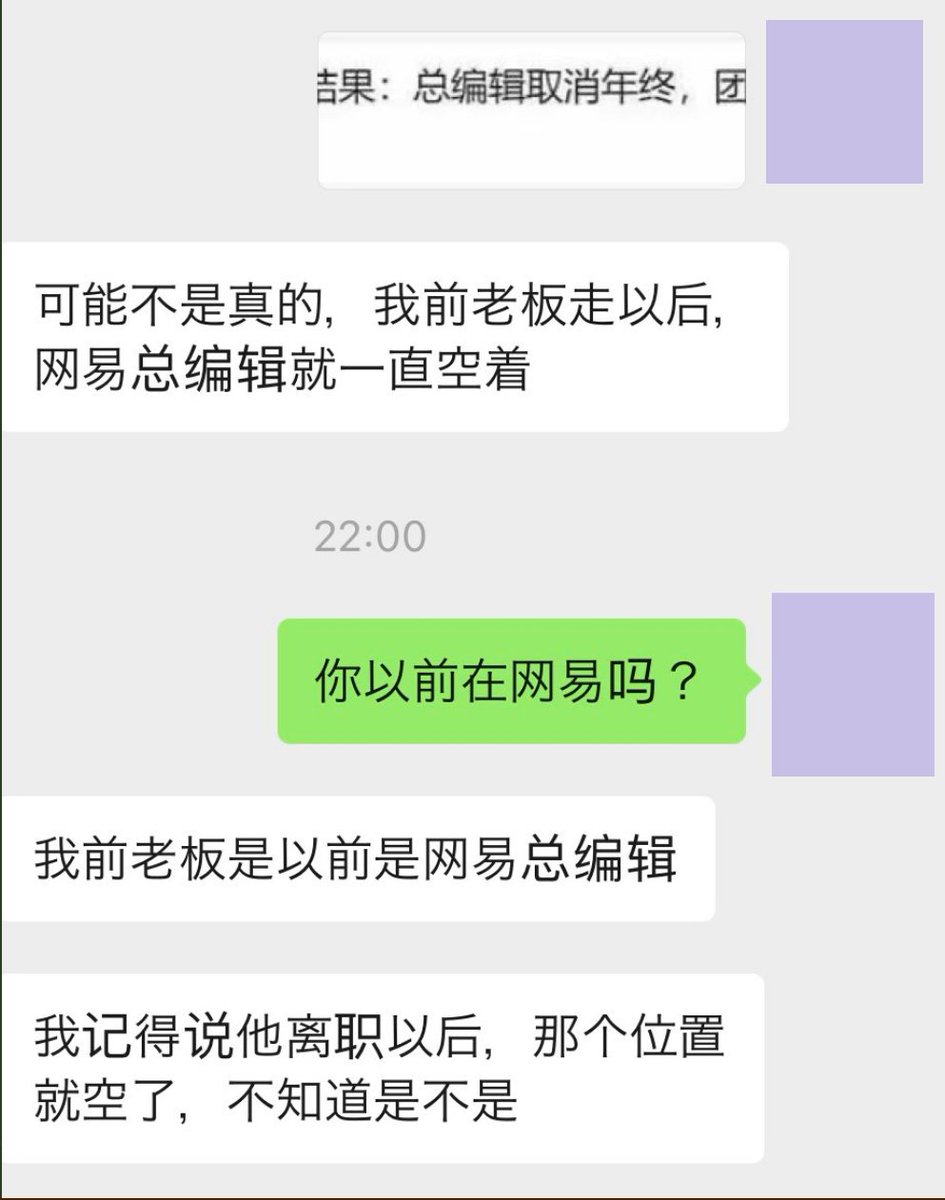 结果：总编辑取消年终，团
可能不是真的，我前老板走以后，
网易总编辑就一直空着
22:00
你以前在网易吗？
我前老板是以前是网易总编辑
我记得说他离职以后，那个位置
就空了，不知道是不是